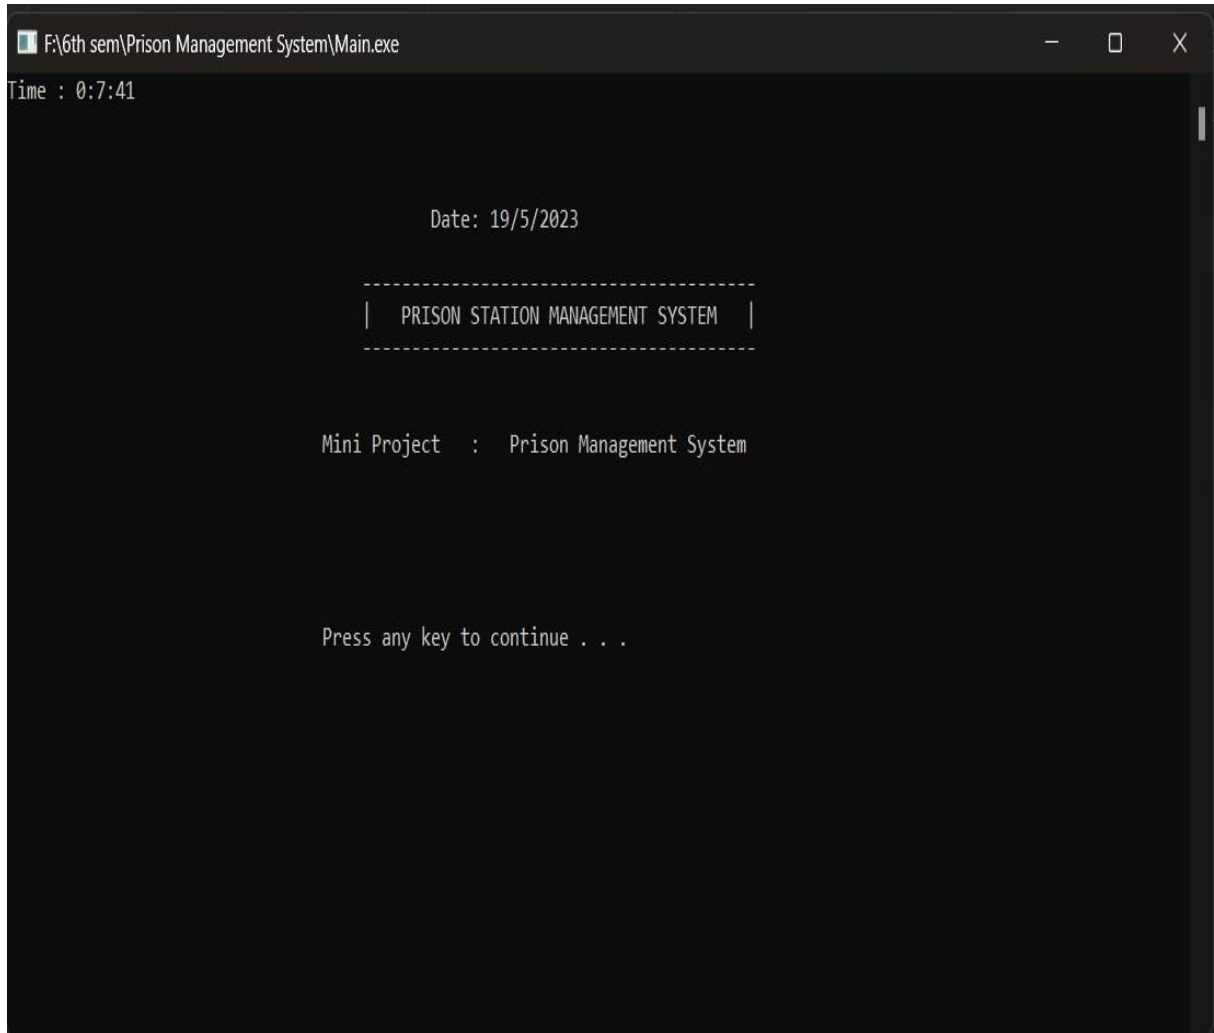 F:\6th sem\Prison Management System\Main.exe
Time : 0:7:41
Date: 19/5/2023
----------------------------------------
|   PRISON STATION MANAGEMENT SYSTEM   |
----------------------------------------
Mini Project   :   Prison Management System
Press any key to continue . . .